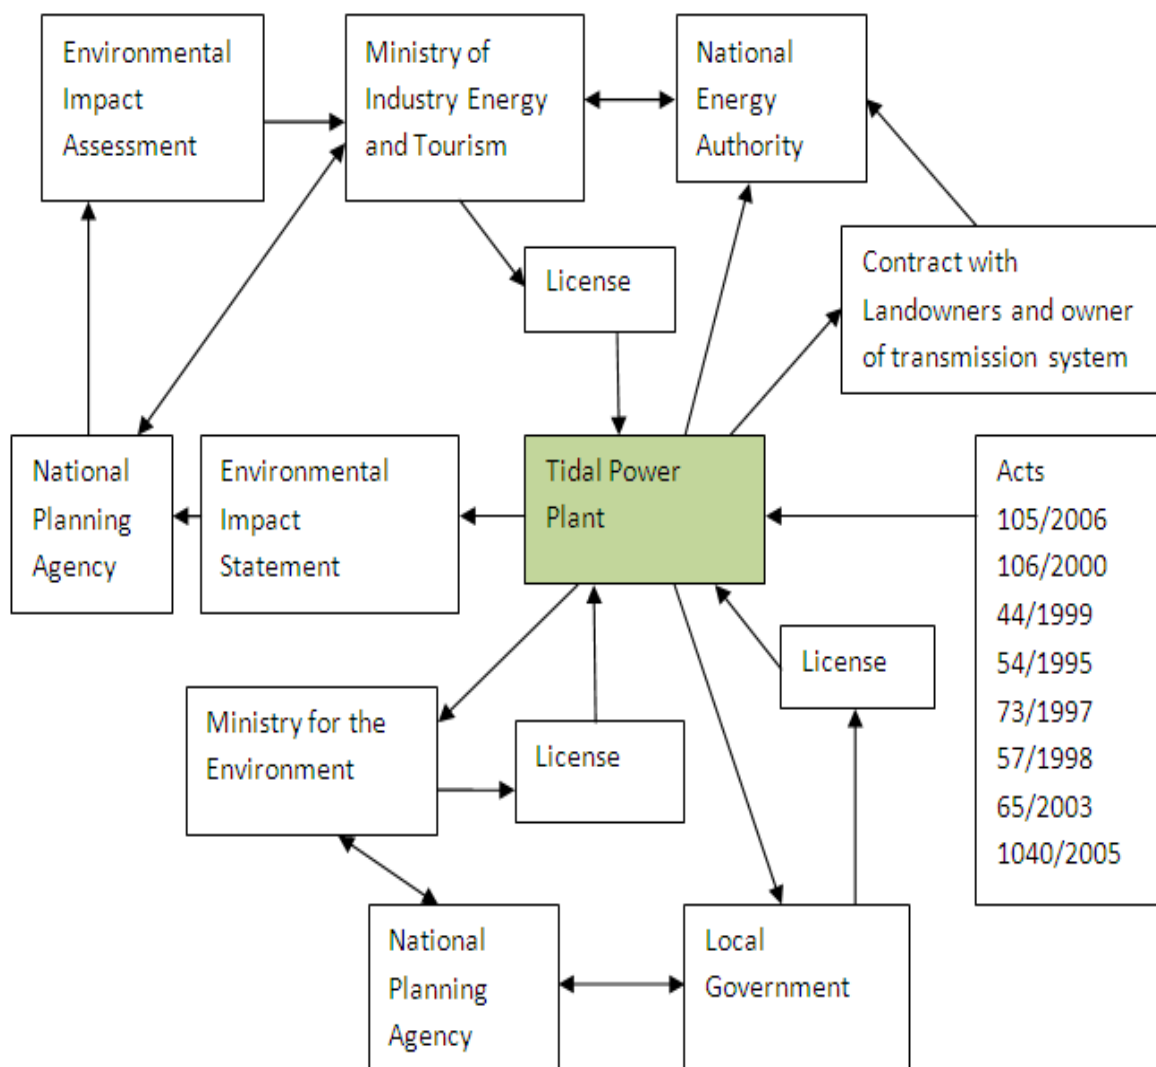 Environmental
Impact
Assessment
Ministry of
Industry Energy
and Tourism
National
Energy
Authority
License
Contract with
Landowners and owner
of transmission system
National
Planning
Agency
Environmental
Impact
Statement
Tidal Power
Plant
Acts
105/2006
106/2000
44/1999
54/1995
73/1997
57/1998
65/2003
1040/2005
License
Ministry for the
Environment
License
National
Planning
Agency
Local
Government